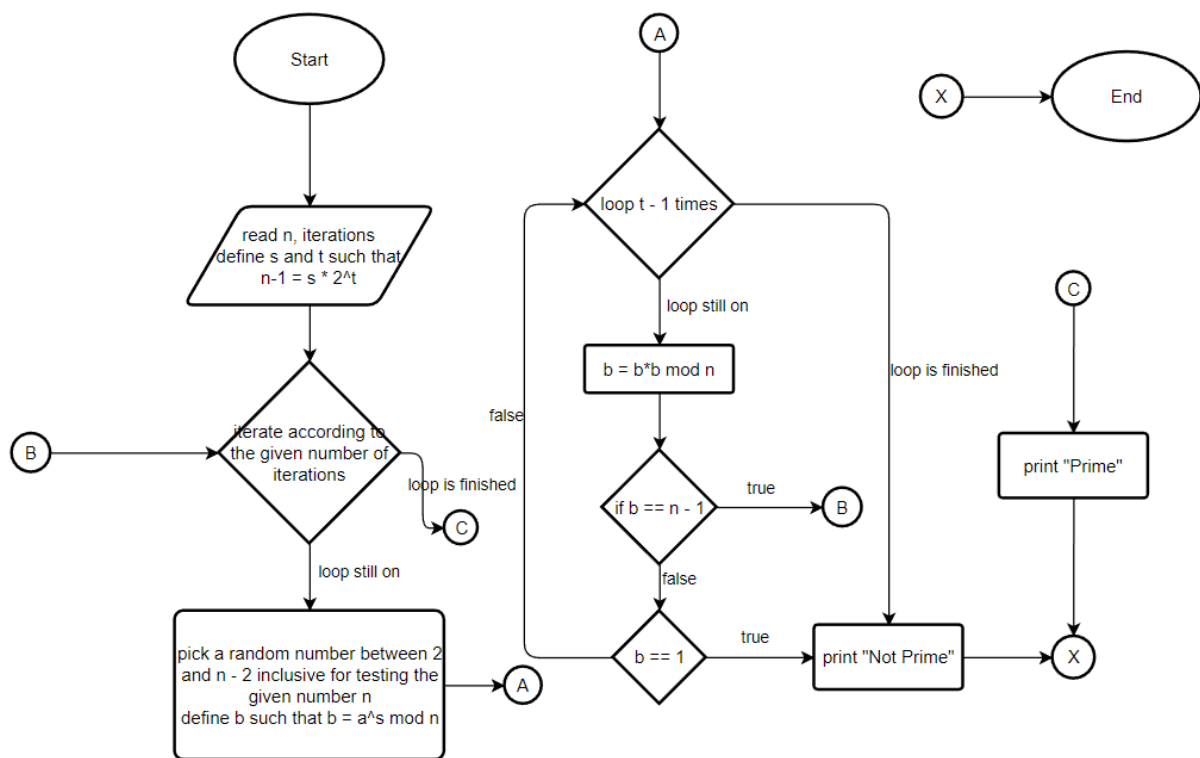 Start
read n, iterations
define s and t such that
n-1 = s * 2^t
B
iterate according to
the given number of
iterations
loop is finished
C
loop still on
pick a random number between 2
and n - 2 inclusive for testing the
given number n
define b such that b = a^s mod n
A
A
loop t - 1 times
loop still on
b = b*b mod n
loop is finished
false
if b == n - 1
true
B
false
b == 1
true
print "Not Prime"
X
X
End
C
print "Prime"